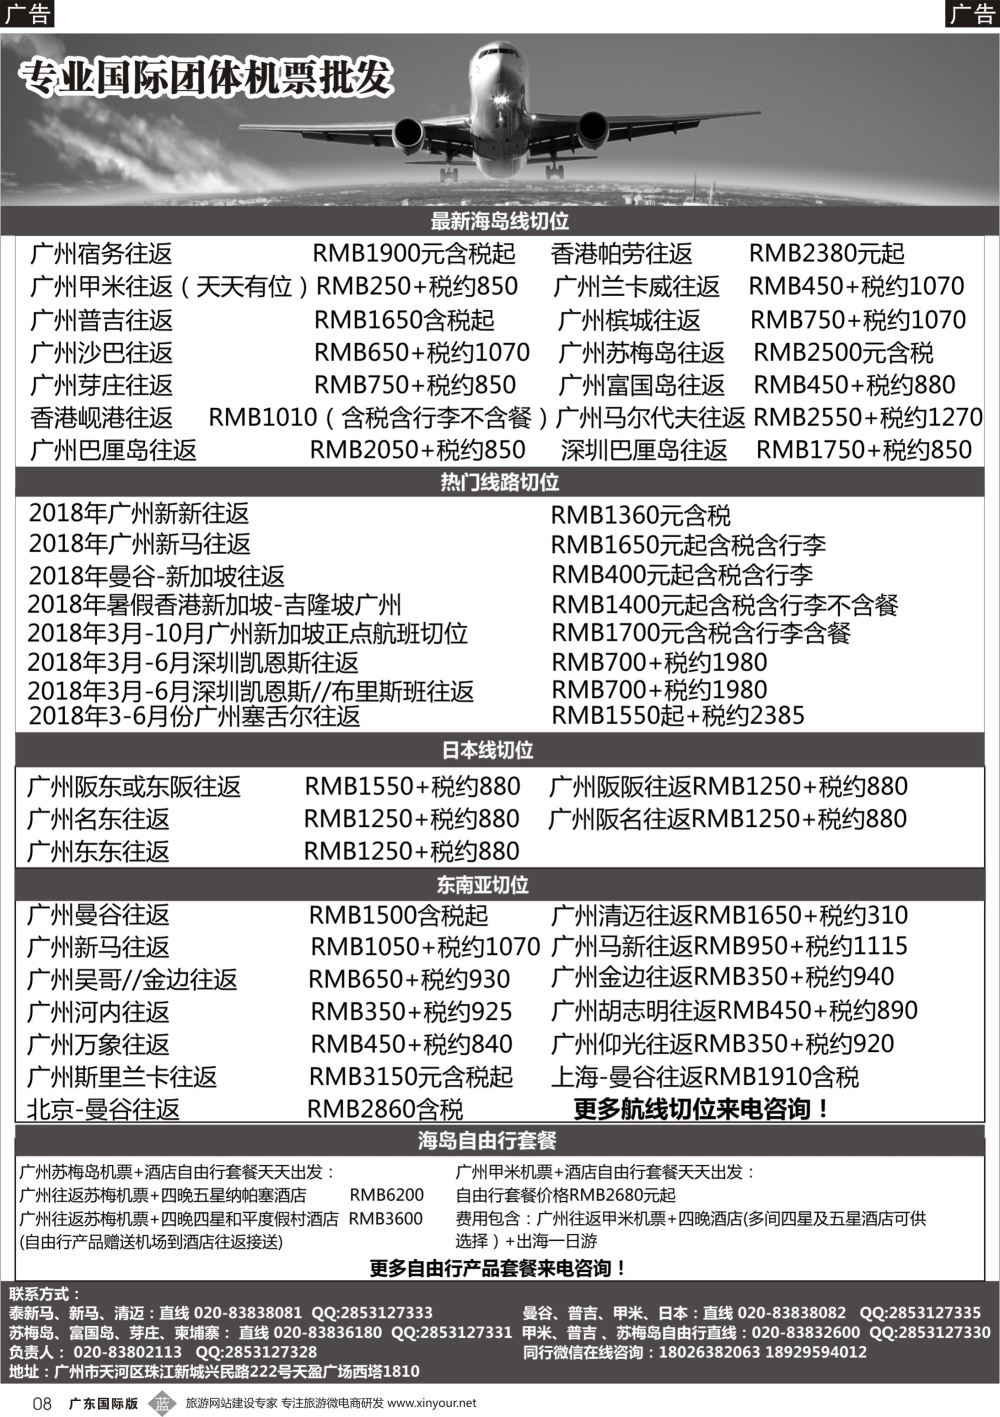 广告 广告
专业国际团体机票批发
最新海岛线切位
广州宿务往返 RMB1900元含税起 香港帕劳往返 RMB2380元起
广州甲米往返（天天有位）RMB250+税约850 广州兰卡威往返 RMB450+税约1070
广州普吉往返 RMB1650含税起 广州槟城往返 RMB750+税约1070
广州沙巴往返 RMB650+税约1070 广州苏梅岛往返 RMB2500元含税
广州芽庄往返 RMB750+税约850 广州富国岛往返 RMB450+税约880
香港岘港往返 RMB1010（含税含行李不含餐）广州马尔代夫往返 RMB2550+税约1270
广州巴厘岛往返 RMB2050+税约850 深圳巴厘岛往返 RMB1750+税约850
热门线路切位
2018年广州新新往返 RMB1360元含税
2018年广州新马往返 RMB1650元起含税含行李
2018年曼谷-新加坡往返 RMB400元起含税含行李
2018年暑假香港新加坡-吉隆坡广州 RMB1400元起含税含行李不含餐
2018年3月-10月广州新加坡正点航班切位 RMB1700元含税含行李含餐
2018年3月-6月深圳凯恩斯往返 RMB700+税约1980
2018年3月-6月深圳凯恩斯//布里斯班往返 RMB700+税约1980
2018年3-6月份广州塞舌尔往返 RMB1550起+税约2385
日本线切位
广州阪东或东阪往返 RMB1550+税约880 广州阪阪往返RMB1250+税约880
广州名东往返 RMB1250+税约880 广州阪名往返RMB1250+税约880
广州东东往返 RMB1250+税约880
东南亚切位
广州曼谷往返 RMB1500含税起 广州清迈往返RMB1650+税约310
广州新马往返 RMB1050+税约1070 广州马新往返RMB950+税约1115
广州吴哥//金边往返 RMB650+税约930 广州金边往返RMB350+税约940
广州河内往返 RMB350+税约925 广州胡志明往返RMB450+税约890
广州万象往返 RMB450+税约840 广州仰光往返RMB350+税约920
广州斯里兰卡往返 RMB3150元含税起 上海-曼谷往返RMB1910含税
北京-曼谷往返 RMB2860含税 更多航线切位来电咨询！
海岛自由行套餐
广州苏梅岛机票+酒店自由行套餐天天出发： 广州甲米机票+酒店自由行套餐天天出发：
广州往返苏梅机票+四晚五星纳帕塞酒店 RMB6200 自由行套餐价格RMB2680元起
广州往返苏梅机票+四晚四星和平度假村酒店 RMB3600 费用包含：广州往返甲米机票+四晚酒店(多间四星及五星酒店可供
(自由行产品赠送机场到酒店往返接送) 选择）+出海一日游
更多自由行产品套餐来电咨询！
联系方式：
泰新马、新马、清迈：直线 020-83838081 QQ:2853127333 曼谷、普吉、甲米、日本：直线 020-83838082 QQ:2853127335
苏梅岛、富国岛、芽庄、柬埔寨： 直线 020-83836180 QQ:2853127331 甲米、普吉 、苏梅岛自由行直线：020-83832600 QQ:2853127330
负责人： 020-83802113 QQ:2853127328 同行微信在线咨询：18026382063 18929594012
地址：广州市天河区珠江新城兴民路222号天盈广场西塔1810
08 广东国际版 蓝 旅游网站建设专家 专注旅游微电商研发 www.xinyour.net